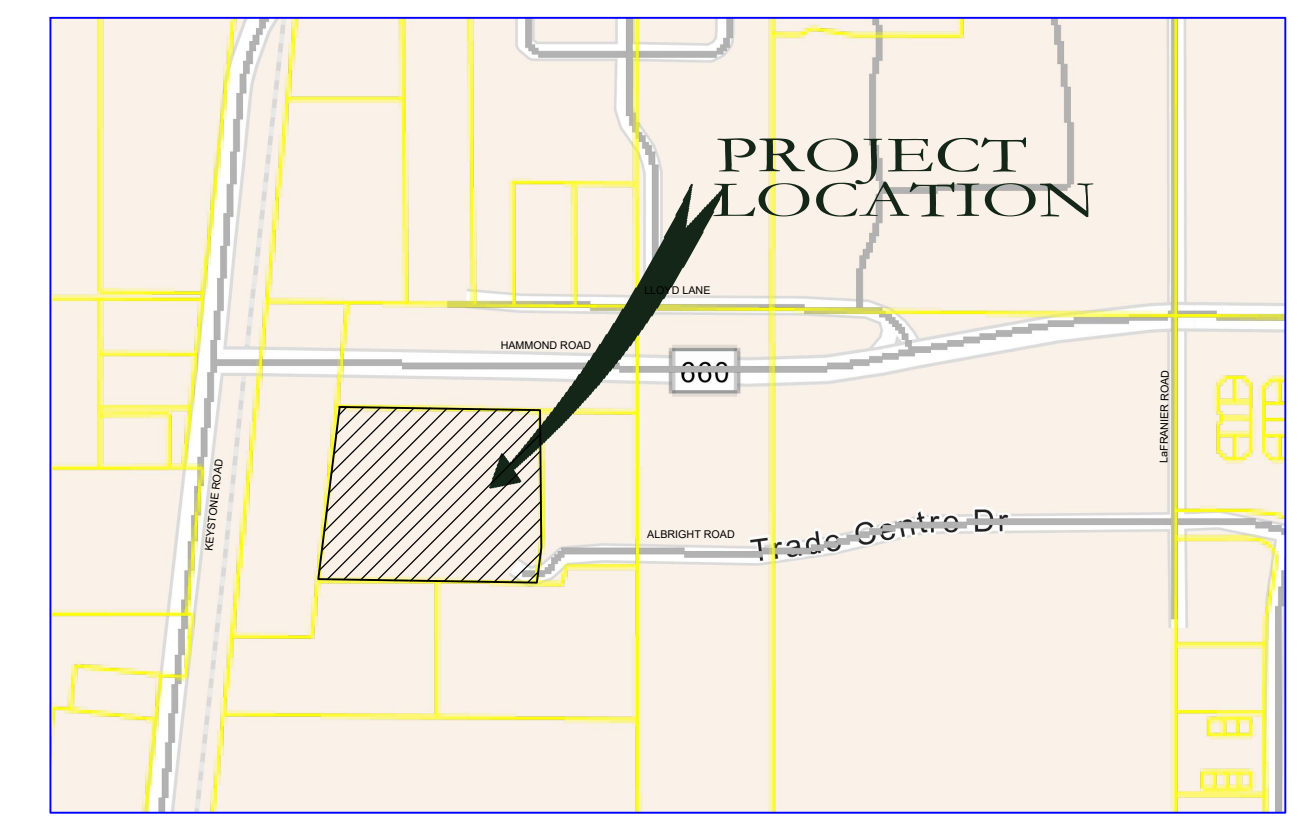 PROJECT
LOCATION
LLOYD LANE
HAMMOND ROAD
660
LaFRANIER ROAD
KEYSTONE ROAD
ALBRIGHT ROAD
Trade Centre Dr